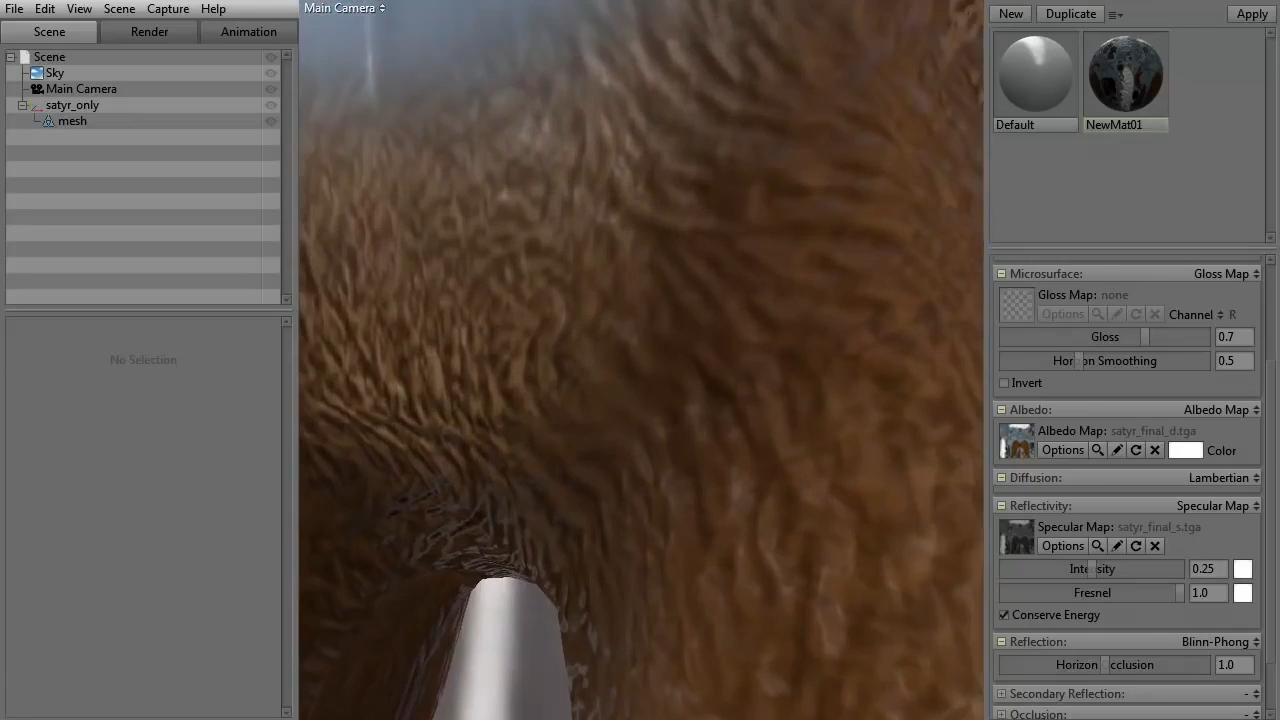 File Edit View Scene Capture Help
Scene Render Animation
Scene
Sky
Main Camera
satyr_only
mesh
No Selection
Main Camera
New Duplicate Apply
Default NewMat01
Microsurface: Gloss Map
Gloss Map: none
Options Channel R
Gloss 0.7
Horizon Smoothing 0.5
Invert
Albedo: Albedo Map
Albedo Map: satyr_final_d.tga
Options Color
Diffusion: Lambertian
Reflectivity: Specular Map
Specular Map: satyr_final_s.tga
Options
Intensity 0.25
Fresnel 1.0
Conserve Energy
Reflection: Blinn-Phong
Horizon Occlusion 1.0
Secondary Reflection: -
Occlusion: -